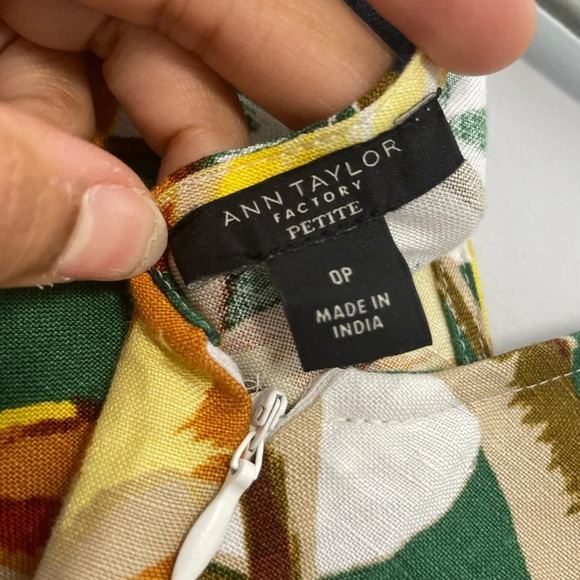 ANN TAYLOR
FACTORY
PETITE
0P
MADE IN
INDIA